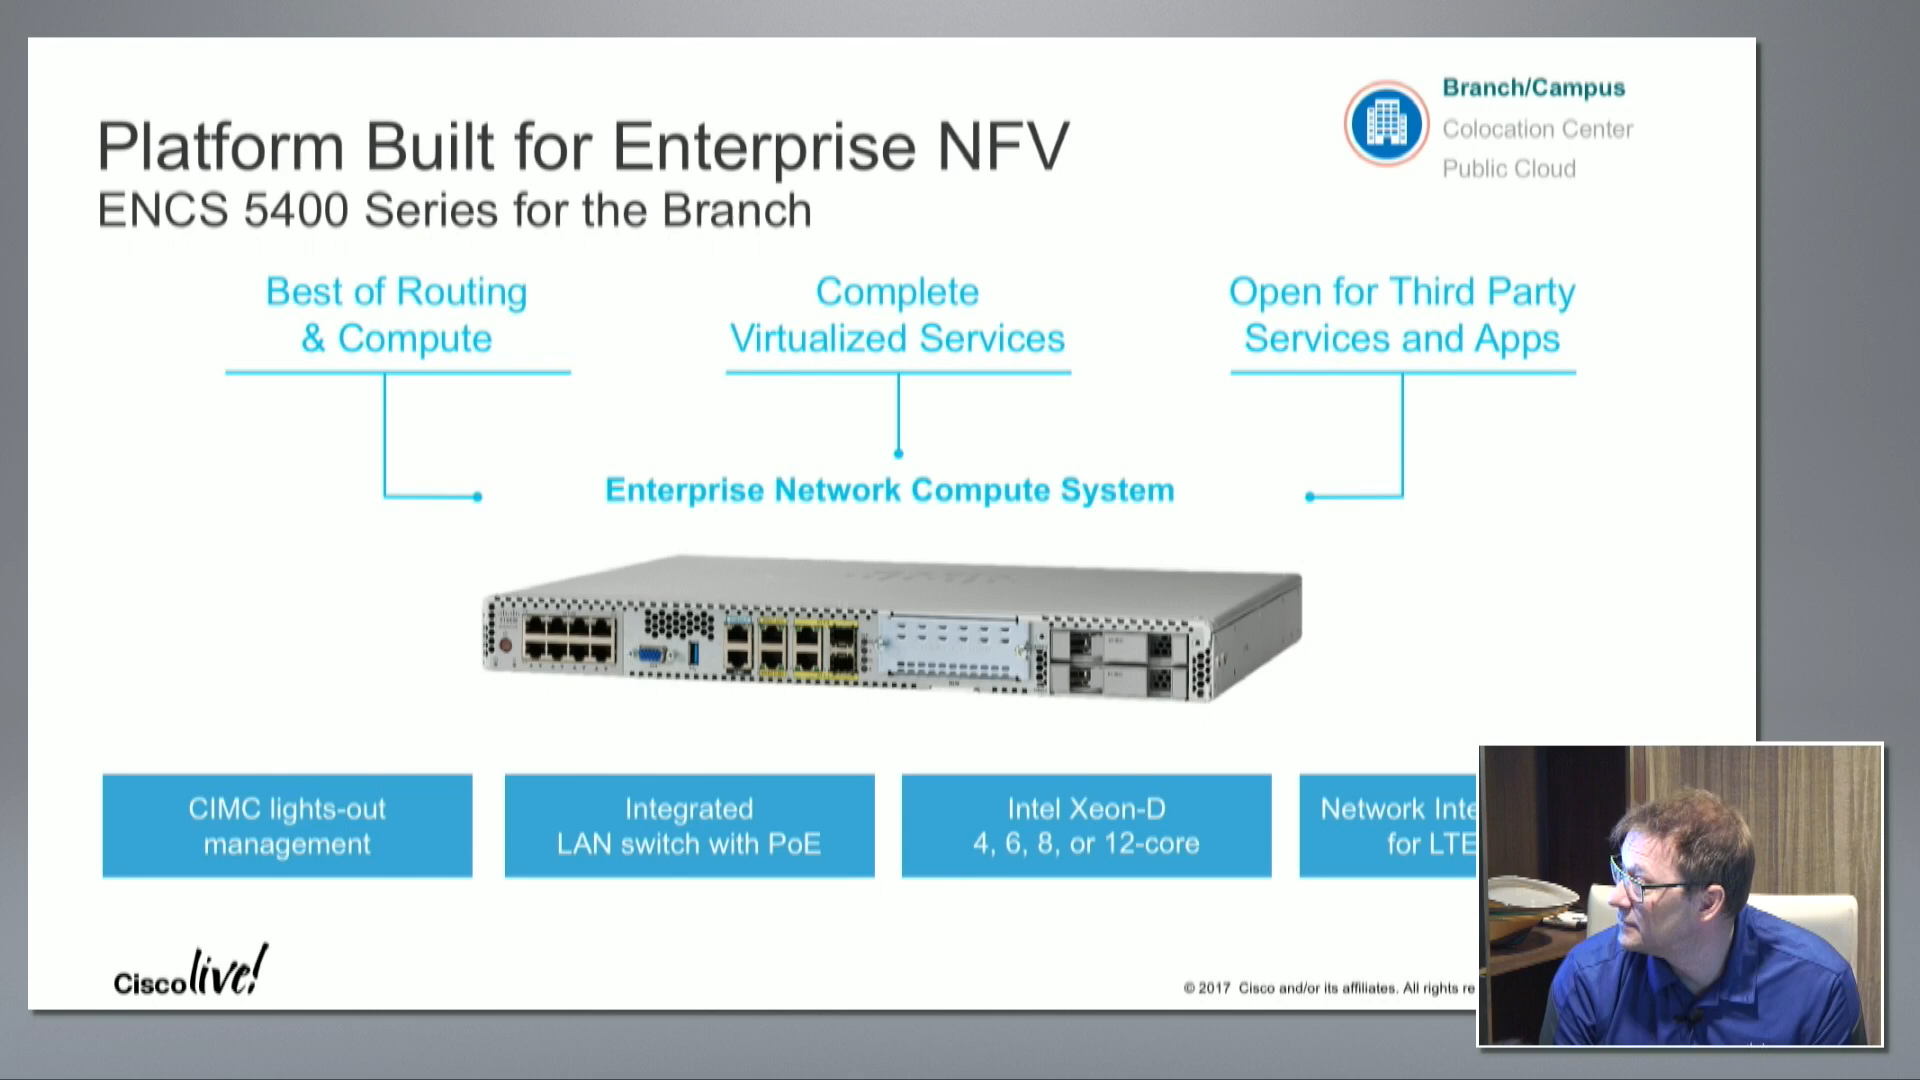 Platform Built for Enterprise NFV
ENCS 5400 Series for the Branch
Branch/Campus
Colocation Center
Public Cloud
Best of Routing
& Compute
Complete
Virtualized Services
Open for Third Party
Services and Apps
Enterprise Network Compute System
CIMC lights-out
management
Integrated
LAN switch with PoE
Intel Xeon-D
4, 6, 8, or 12-core
Network
for LTE
Cisco live!
© 2017 Cisco and/or its affiliates. All rights